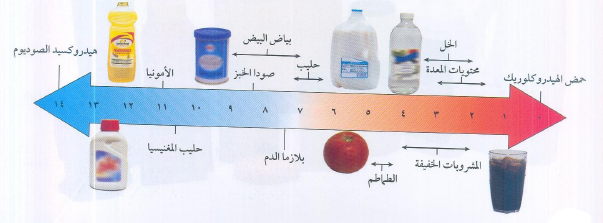 هيدروكسيد الصوديوم
بياض البيض
الخل
الأمونيا
صودا الخبز
حليب
محتويات المعدة
حمض الهيدروكلوريك
١٤ ١٣ ١٢ ١١ ١٠ ٩ ٨ ٧ ٦ ٥ ٤ ٣ ٢ ١ ٠
حليب المغنيسيا
بلازما الدم
الطماطم
المشروبات الخفيفة